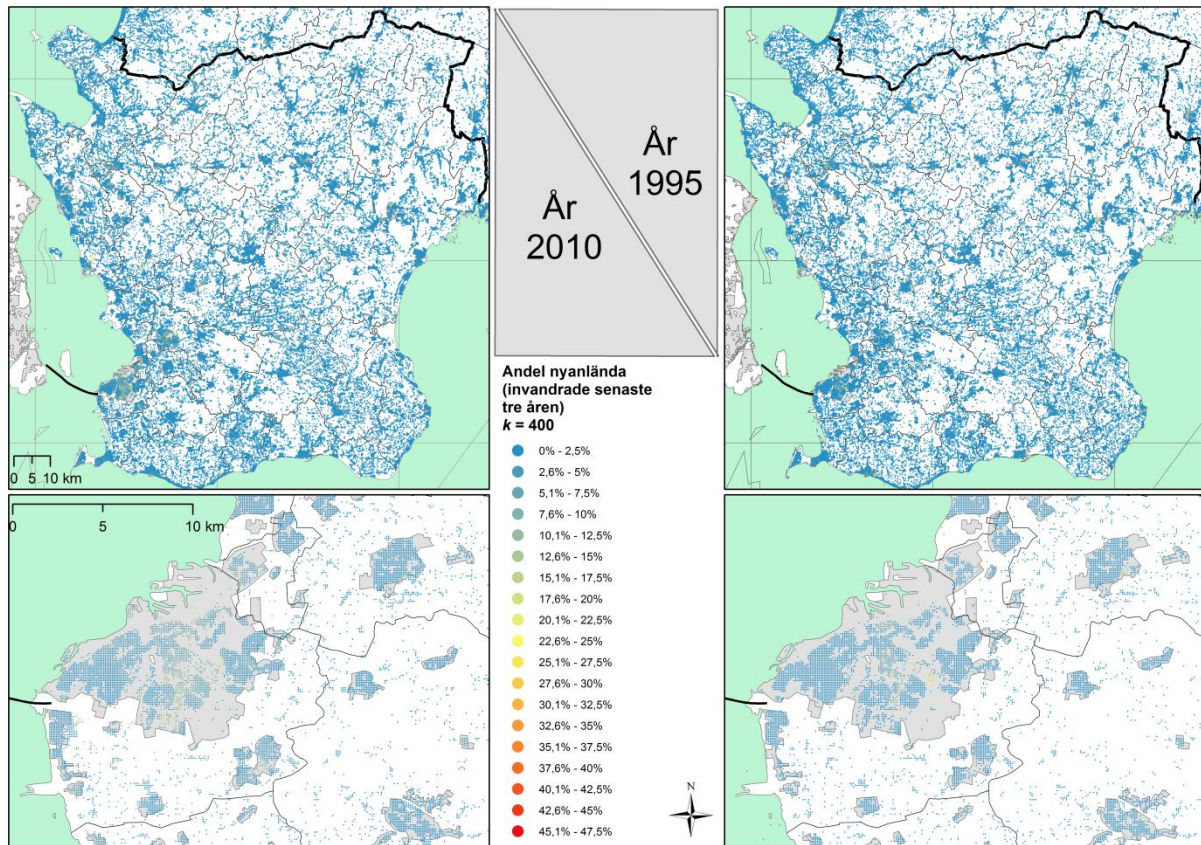 År
1995
År
2010
0 5 10 km
0 5 10 km
Andel nyanlända
(invandrade senaste
tre åren)
k = 400
0% - 2,5%
2,6% - 5%
5,1% - 7,5%
7,6% - 10%
10,1% - 12,5%
12,6% - 15%
15,1% - 17,5%
17,6% - 20%
20,1% - 22,5%
22,6% - 25%
25,1% - 27,5%
27,6% - 30%
30,1% - 32,5%
32,6% - 35%
35,1% - 37,5%
37,6% - 40%
40,1% - 42,5%
42,6% - 45%
45,1% - 47,5%
N